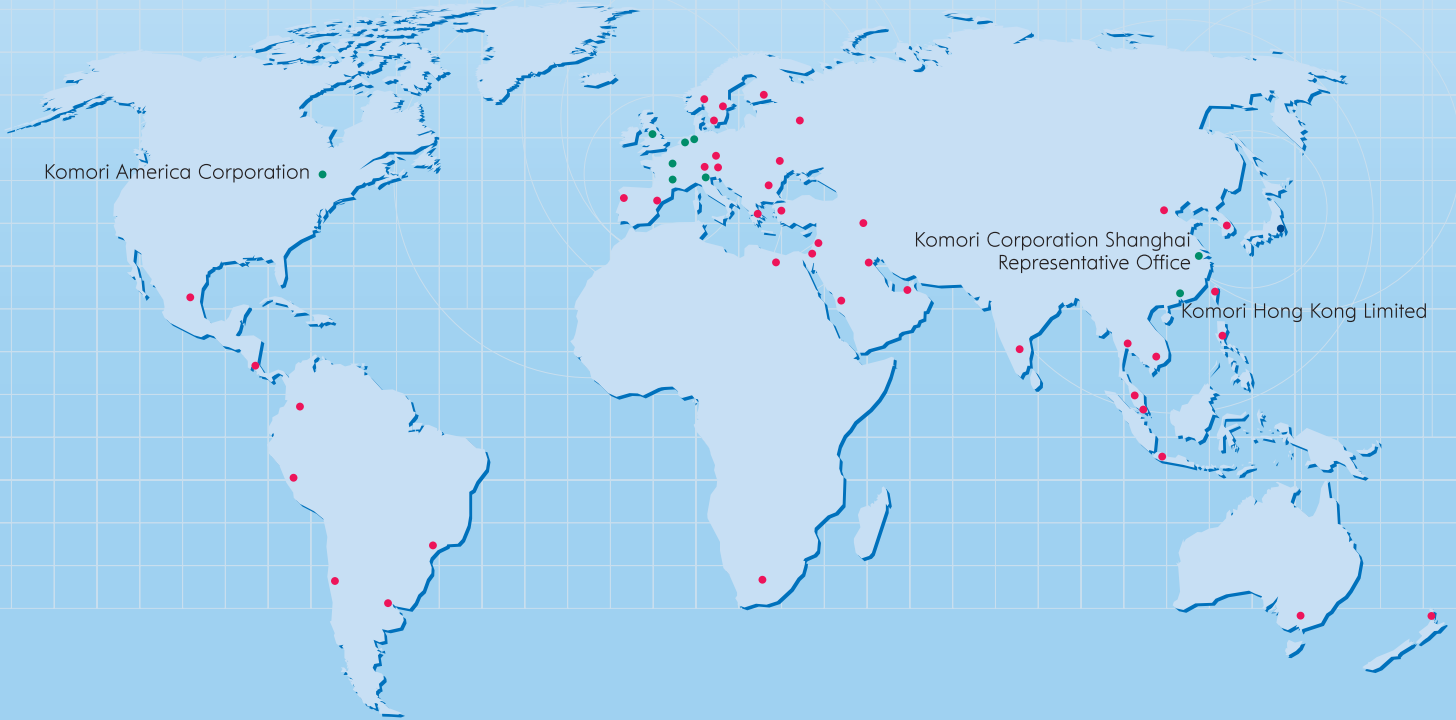 Komori America Corporation
Komori Corporation Shanghai
Representative Office
Komori Hong Kong Limited